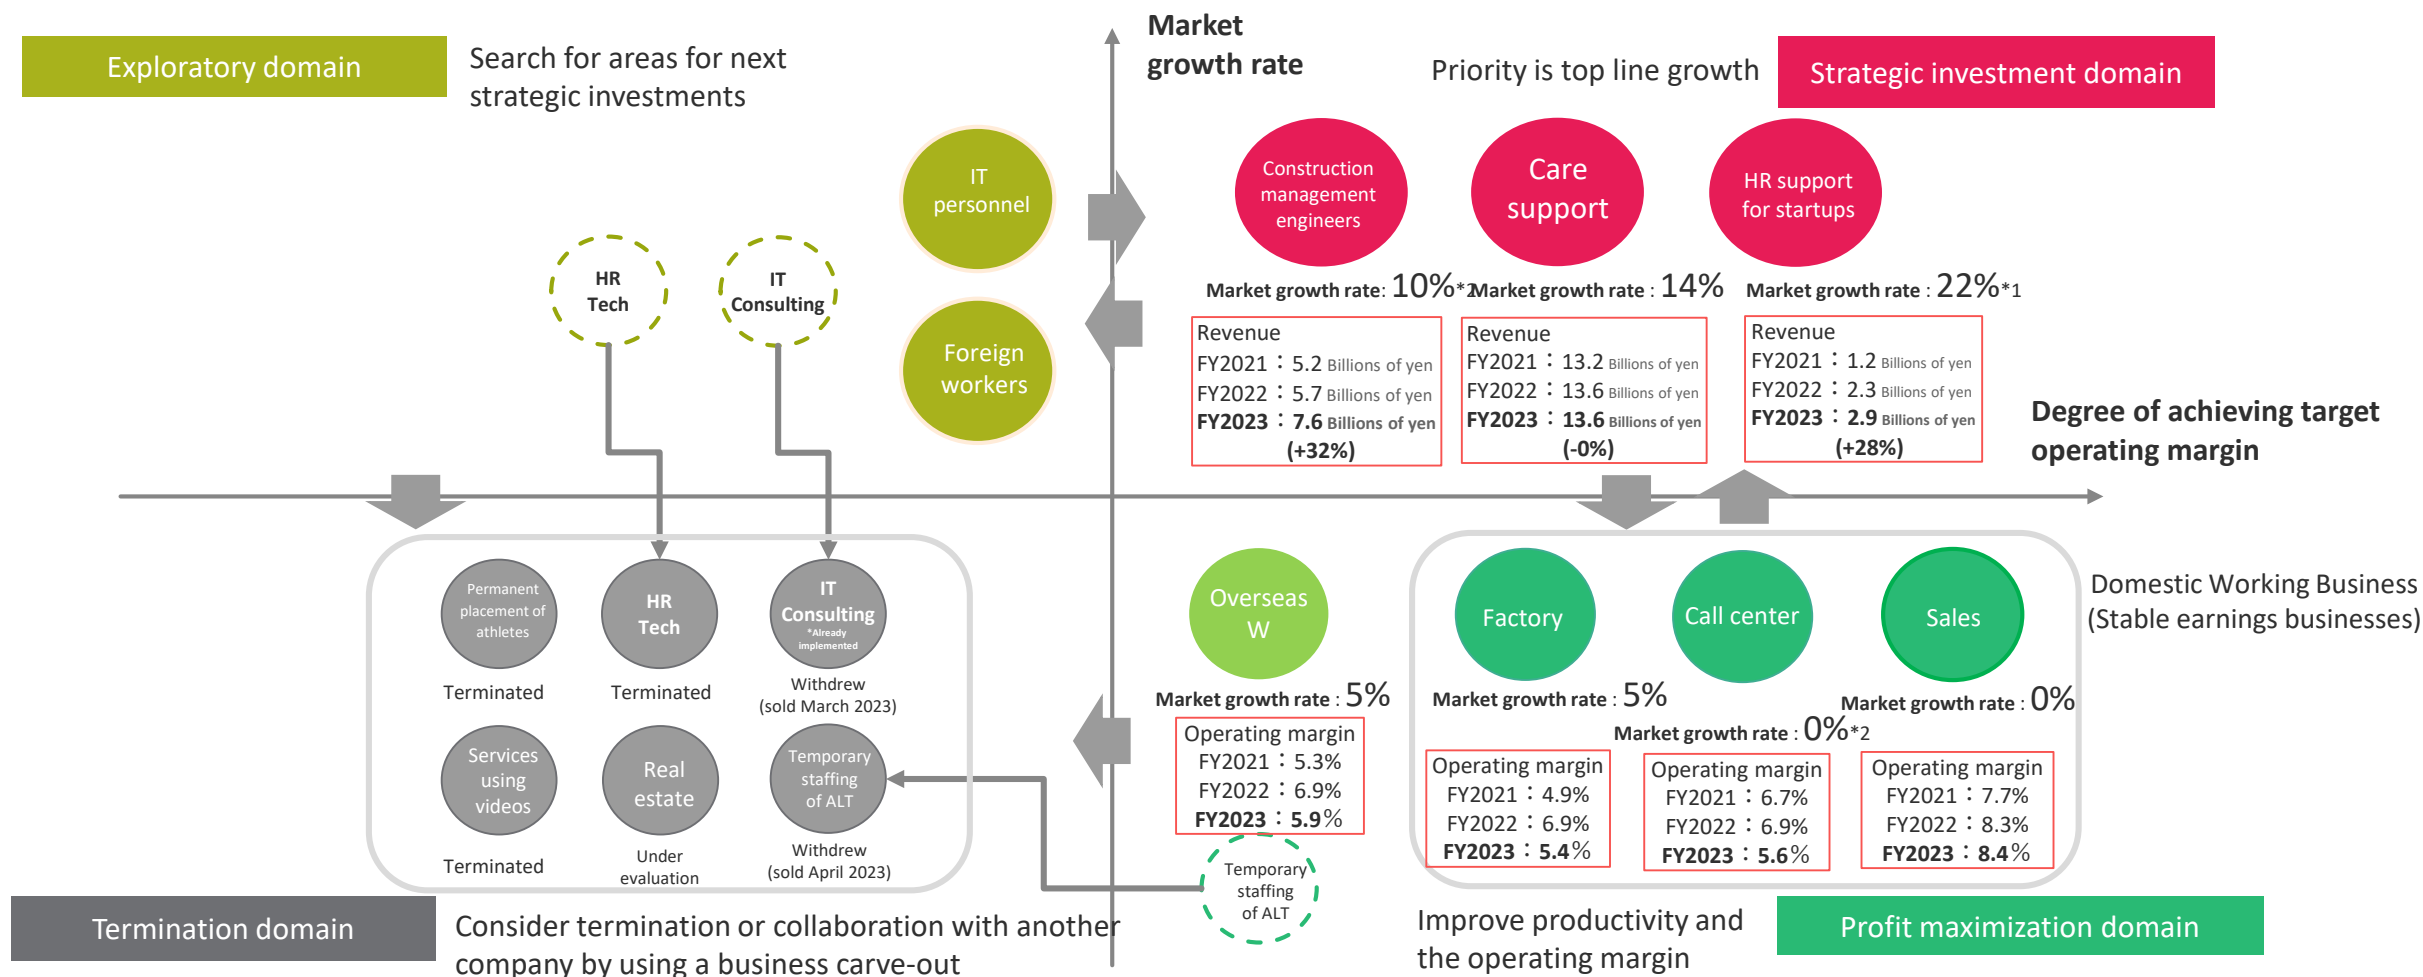 Exploratory domain
Search for areas for next
strategic investments
Market
growth rate
Priority is top line growth
Strategic investment domain
IT
personnel
Foreign
workers
HR
Tech
IT
Consulting
Construction
management
engineers
Market growth rate: 10%*2
Revenue
FY2021：5.2 Billions of yen
FY2022：5.7 Billions of yen
FY2023：7.6 Billions of yen
(+32%)
Care
support
Market growth rate : 14%
Revenue
FY2021：13.2 Billions of yen
FY2022：13.6 Billions of yen
FY2023：13.6 Billions of yen
(-0%)
HR support
for startups
Market growth rate : 22%*1
Revenue
FY2021：1.2 Billions of yen
FY2022：2.3 Billions of yen
FY2023：2.9 Billions of yen
(+28%)
Degree of achieving target
operating margin
Permanent
placement of
athletes
Terminated
HR
Tech
Terminated
IT
Consulting
*Already
implemented
Withdrew
(sold March 2023)
Services
using
videos
Terminated
Real
estate
Under
evaluation
Temporary
staffing
of ALT
Withdrew
(sold April 2023)
Overseas
W
Market growth rate : 5%
Operating margin
FY2021：5.3%
FY2022：6.9%
FY2023：5.9%
Temporary
staffing
of ALT
Factory
Market growth rate : 5%
Operating margin
FY2021：4.9%
FY2022：6.9%
FY2023：5.4%
Call center
Market growth rate : 0%*2
Operating margin
FY2021：6.7%
FY2022：6.9%
FY2023：5.6%
Sales
Market growth rate : 0%
Operating margin
FY2021：7.7%
FY2022：8.3%
FY2023：8.4%
Domestic Working Business
(Stable earnings businesses)
Termination domain
Consider termination or collaboration with another
company by using a business carve-out
Improve productivity and
the operating margin
Profit maximization domain